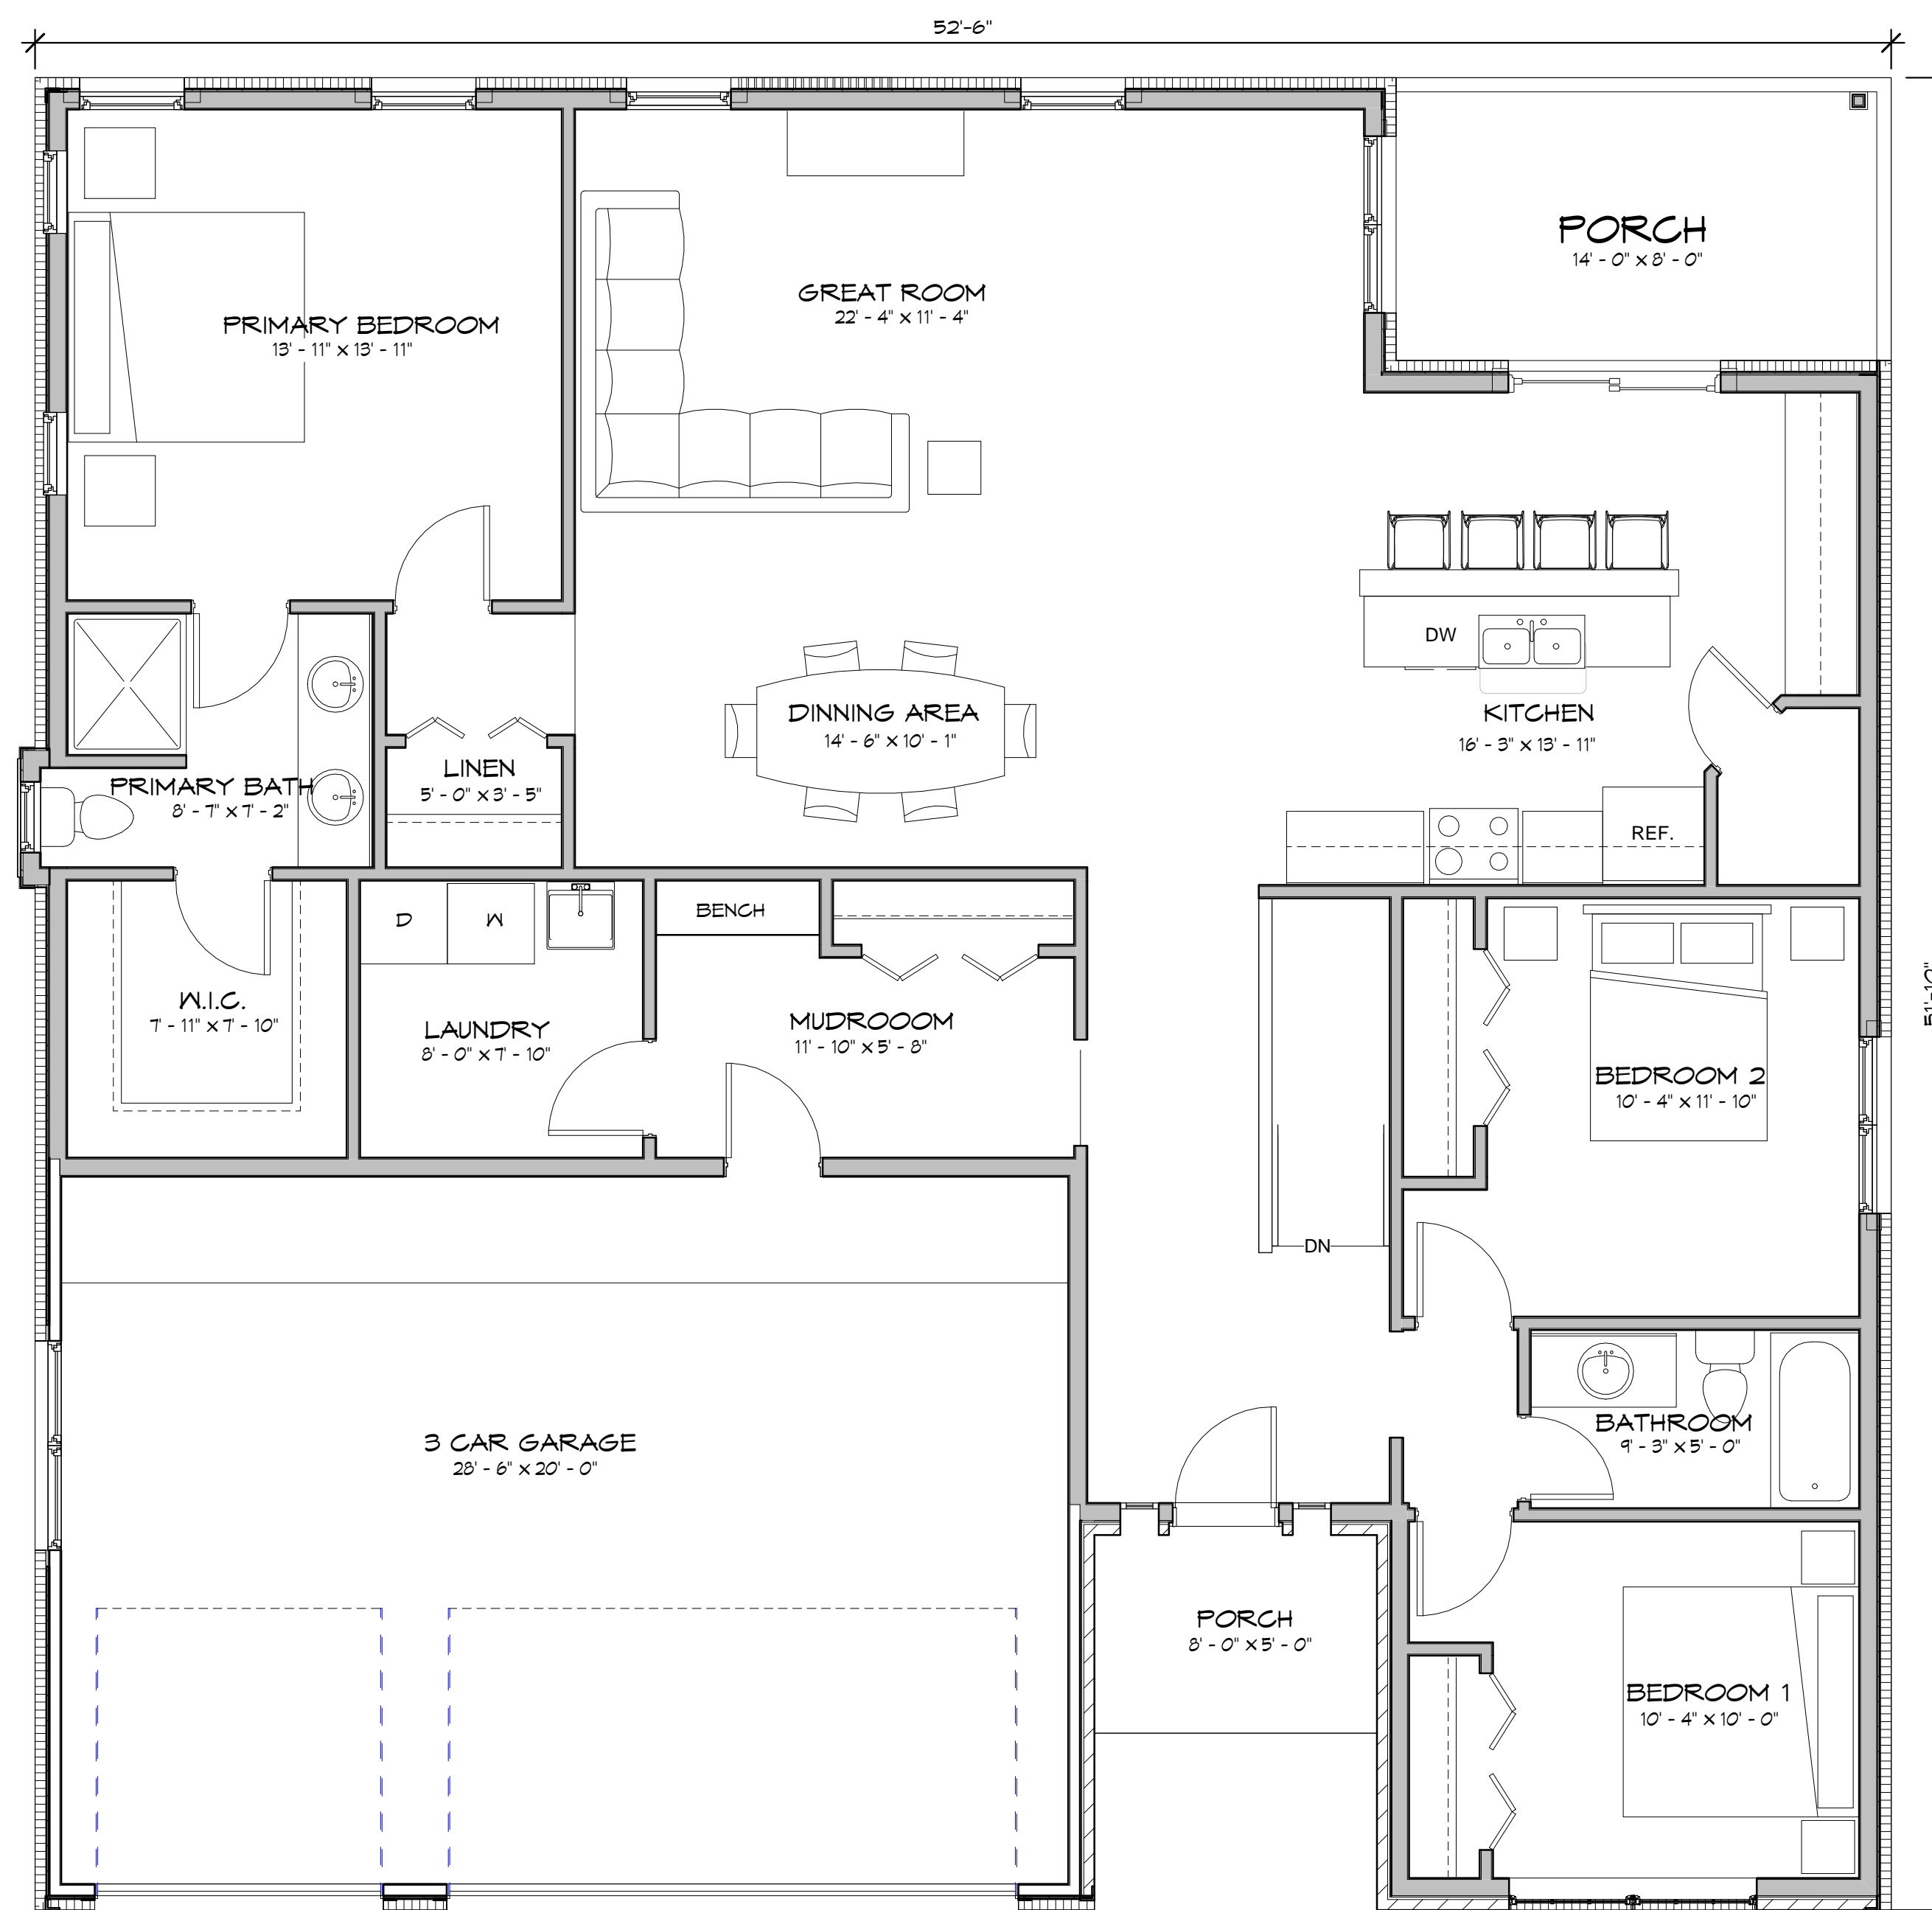 52'-6"
PORCH
14' - 0" x 8' - 0"
GREAT ROOM
22' - 4" x 11' - 4"
PRIMARY BEDROOM
13' - 11" x 13' - 11"
DW
DINNING AREA
14' - 6" x 10' - 1"
KITCHEN
16' - 3" x 13' - 11"
LINEN
5' - 0" x 3' - 5"
PRIMARY BATH
8' - 7" x 7' - 2"
REF.
D
W
BENCH
W.I.C.
7' - 11" x 7' - 10"
LAUNDRY
8' - 0" x 7' - 10"
MUDROOOM
11' - 10" x 5' - 8"
51'-10"
BEDROOM 2
10' - 4" x 11' - 10"
DN
3 CAR GARAGE
28' - 6" x 20' - 0"
BATHROOM
9' - 3" x 5' - 0"
PORCH
8' - 0" x 5' - 0"
BEDROOM 1
10' - 4" x 10' - 0"